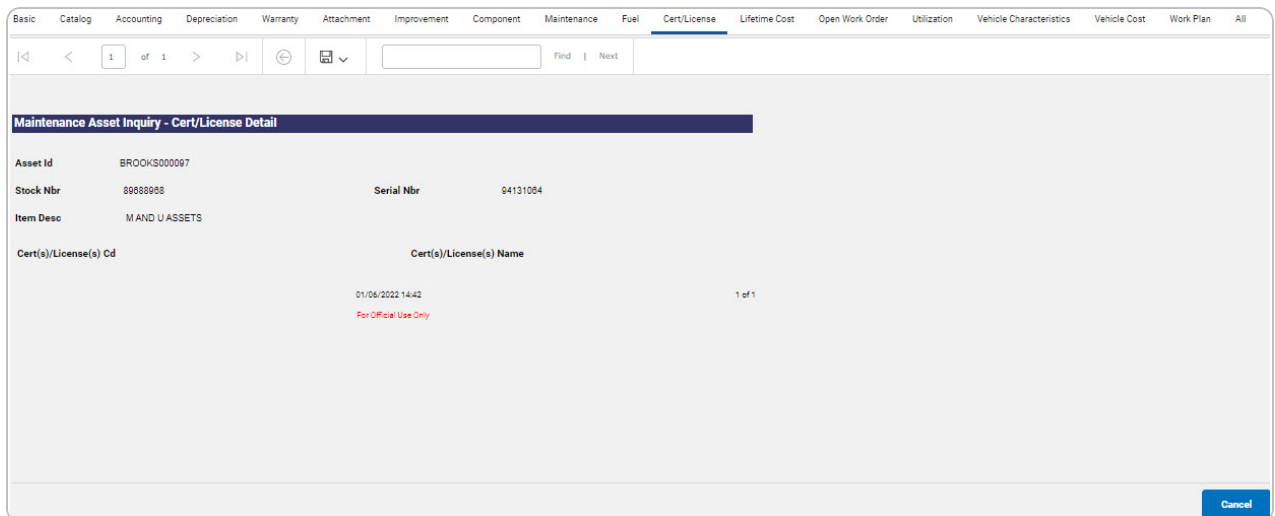 Basic Catalog Accounting Depreciation Warranty Attachment Improvement Component Maintenance Fuel Cert/License Lifetime Cost Open Work Order Utilization Vehicle Characteristics Vehicle Cost Work Plan All
1 of 1 Find | Next
Maintenance Asset Inquiry - Cert/License Detail
Asset Id BROOKS000097
Stock Nbr 89688968 Serial Nbr 94131064
Item Desc M AND U ASSETS
Cert(s)/License(s) Cd Cert(s)/License(s) Name
01/06/2022 14:42 1 of 1
For Official Use Only
Cancel